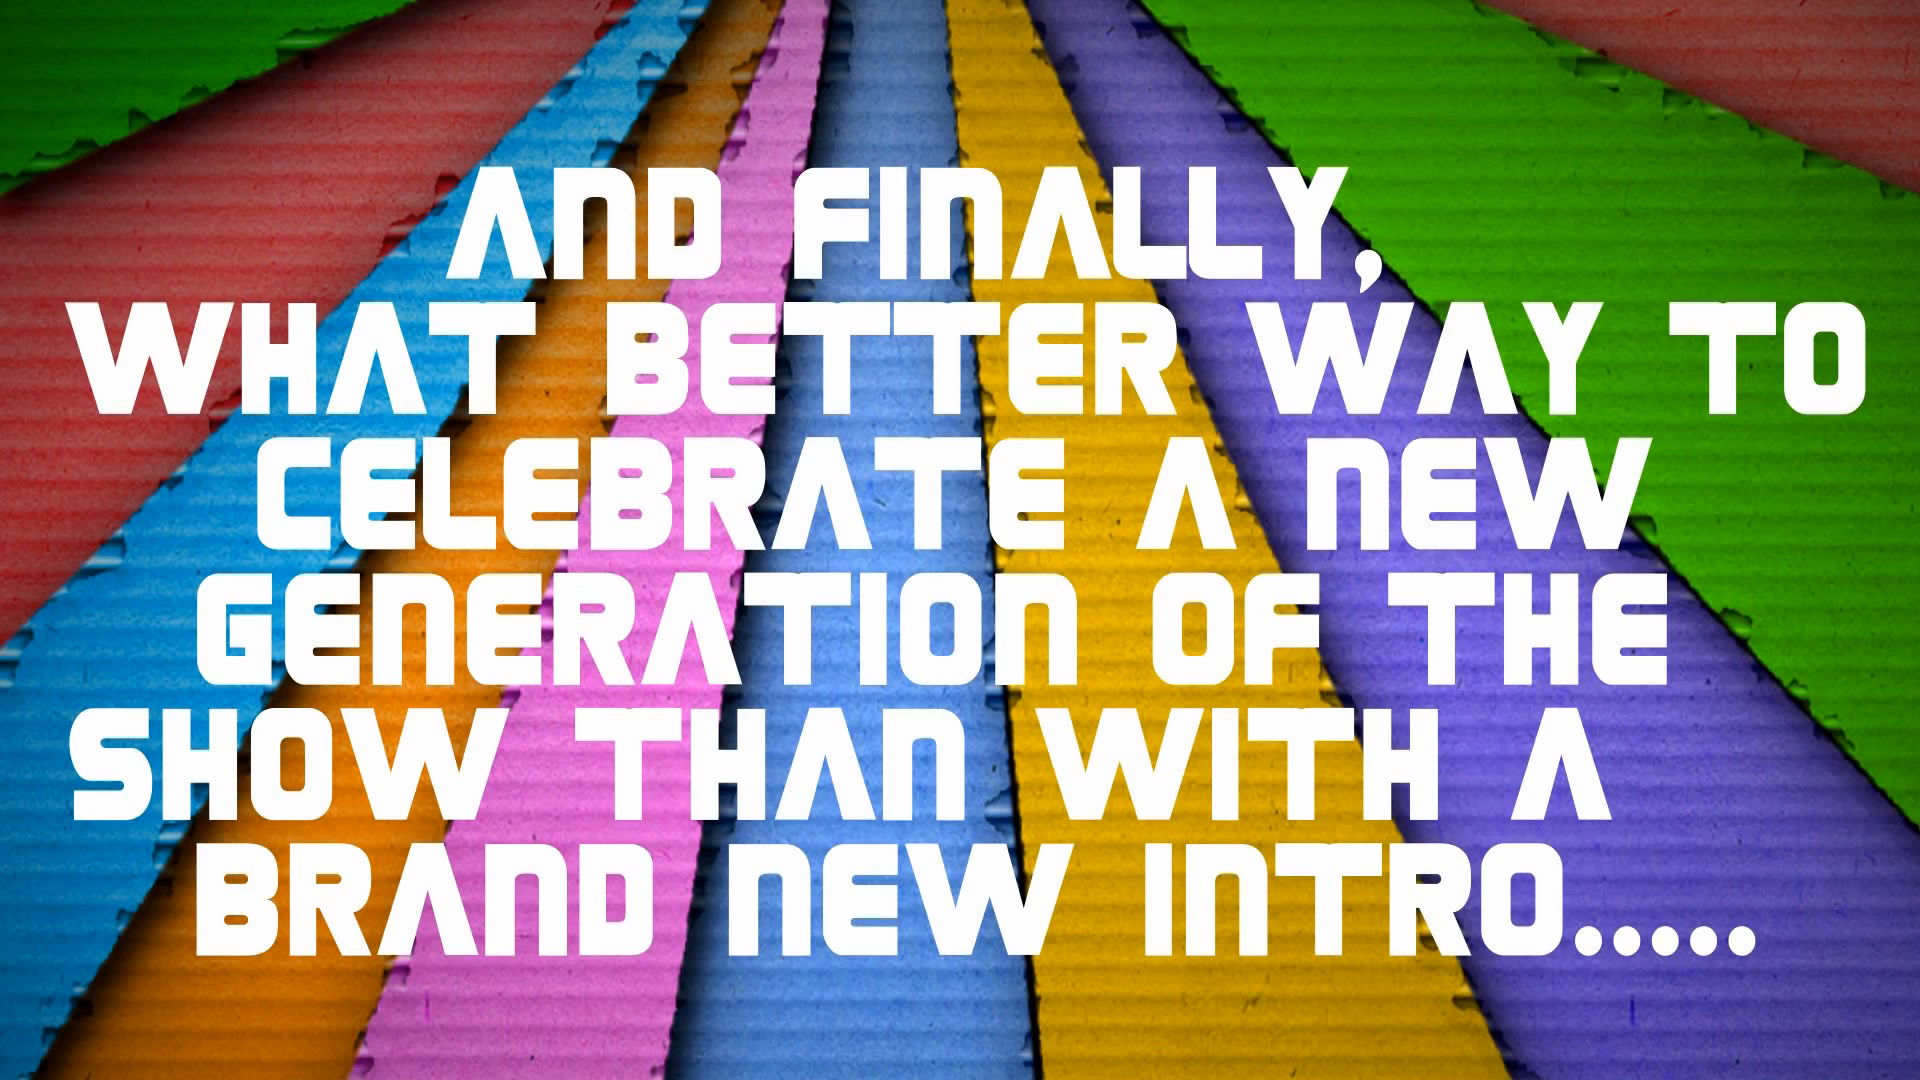 AND FINALLY,
WHAT BETTER WAY TO
CELEBRATE A NEW
GENERATION OF THE
SHOW THAN WITH A
BRAND NEW INTRO.....